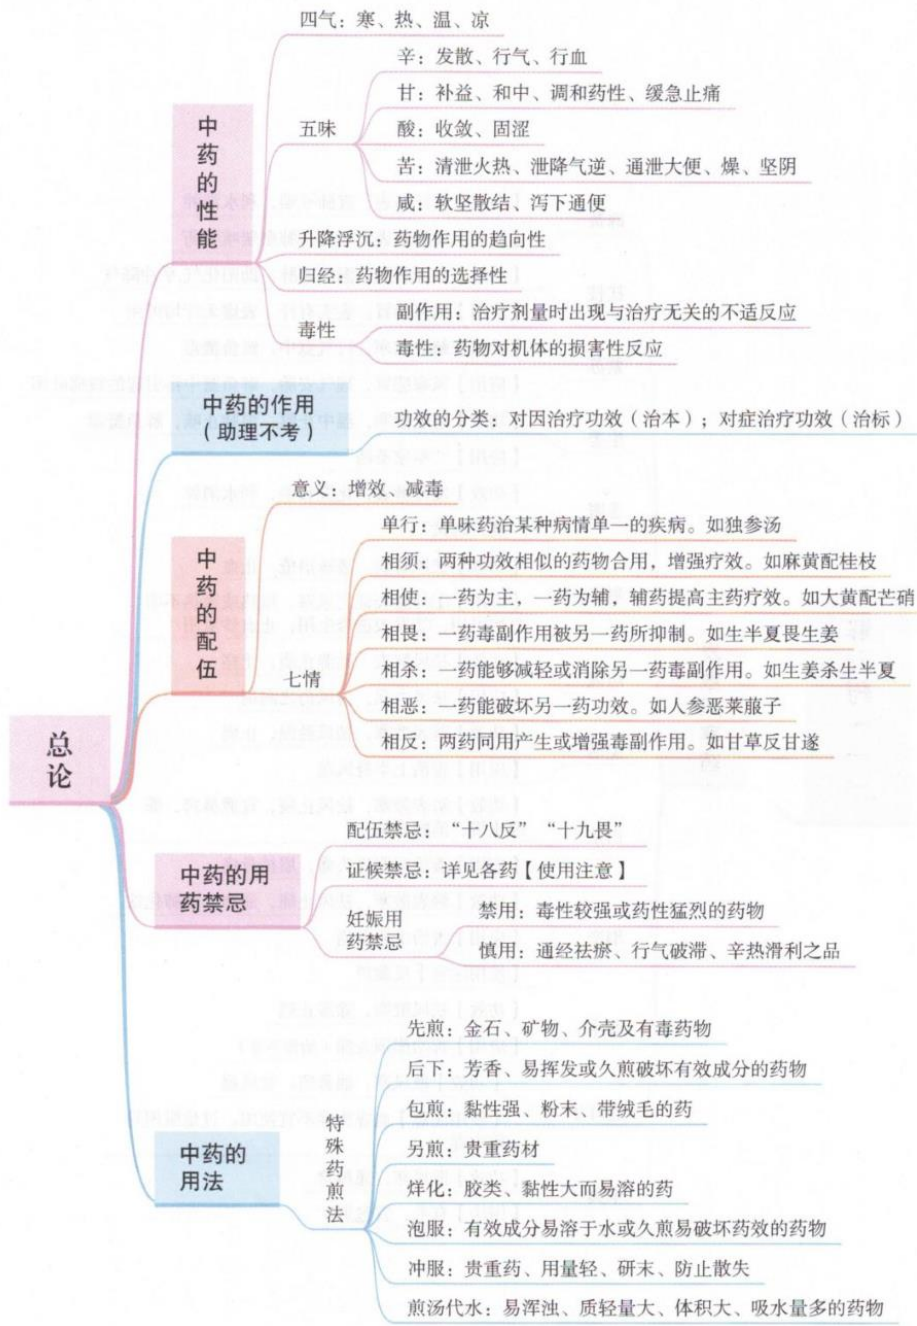 总论
中药的性能
四气：寒、热、温、凉
五味
辛：发散、行气、行血
甘：补益、和中、调和药性、缓急止痛
酸：收敛、固涩
苦：清泄火热、泄降气逆、通泄大便、燥、坚阴
咸：软坚散结、泻下通便
升降浮沉：药物作用的趋向性
归经：药物作用的选择性
毒性
副作用：治疗剂量时出现与治疗无关的不适反应
毒性：药物对机体的损害性反应
中药的作用
（助理不考）
功效的分类：对因治疗功效（治本）；对症治疗功效（治标）
中药的配伍
意义：增效、减毒
七情
单行：单味药治某种病情单一的疾病。如独参汤
相须：两种功效相似的药物合用，增强疗效。如麻黄配桂枝
相使：一药为主，一药为辅，辅药提高主药疗效。如大黄配芒硝
相畏：一药毒副作用被另一药所抑制。如生半夏畏生姜
相杀：一药能够减轻或消除另一药毒副作用。如生姜杀生半夏
相恶：一药能破坏另一药功效。如人参恶莱菔子
相反：两药同用产生或增强毒副作用。如甘草反甘遂
中药的用
药禁忌
配伍禁忌：“十八反”“十九畏”
证候禁忌：详见各药【使用注意】
妊娠用
药禁忌
禁用：毒性较强或药性猛烈的药物
慎用：通经祛瘀、行气破滞、辛热滑利之品
中药的
用法
特殊药煎法
先煎：金石、矿物、介壳及有毒药物
后下：芳香、易挥发或久煎破坏有效成分的药物
包煎：黏性强、粉末、带绒毛的药
另煎：贵重药材
烊化：胶类、黏性大而易溶的药
泡服：有效成分易溶于水或久煎易破坏药效的药物
冲服：贵重药、用量轻、研末、防止散失
煎汤代水：易浑浊、质轻量大、体积大、吸水量多的药物